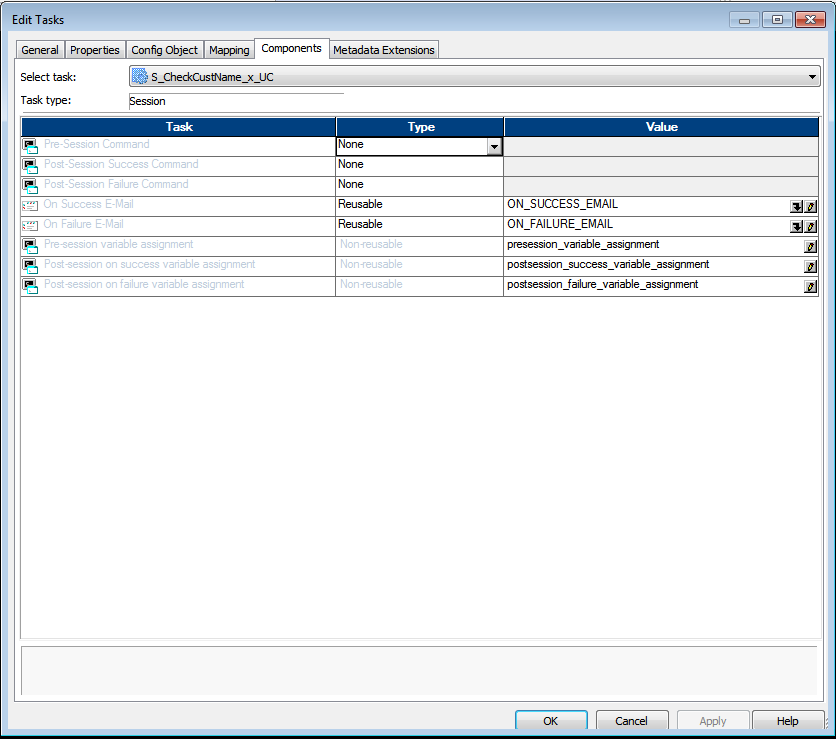 Edit Tasks
General Properties Config Object Mapping Components Metadata Extensions
Select task: S_CheckCustName_x_UC
Task type: Session
Task Type Value
Pre-Session Command None
Post-Session Success Command None
Post-Session Failure Command None
On Success E-Mail Reusable ON_SUCCESS_EMAIL
On Failure E-Mail Reusable ON_FAILURE_EMAIL
Pre-session variable assignment Non-reusable presession_variable_assignment
Post-session on success variable assignment Non-reusable postsession_success_variable_assignment
Post-session on failure variable assignment Non-reusable postsession_failure_variable_assignment
OK Cancel Apply Help